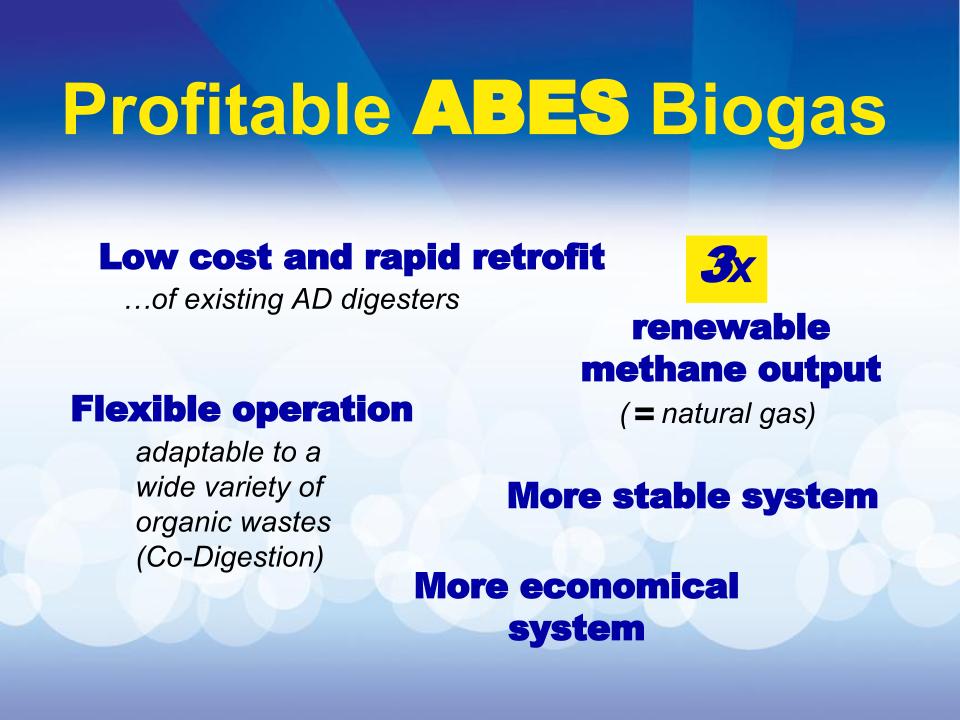 Profitable ABES Biogas
Low cost and rapid retrofit
…of existing AD digesters
3x
renewable
methane output
( = natural gas)
Flexible operation
adaptable to a
wide variety of
organic wastes
(Co-Digestion)
More stable system
More economical
system